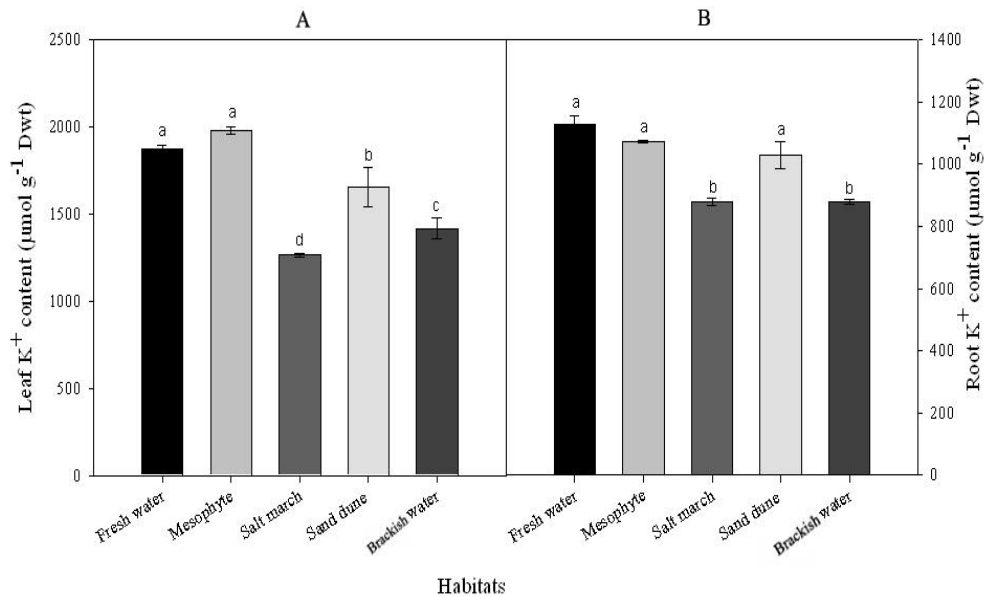 A
B
2500
2000
1500
1000
500
0
Leaf K⁺ content (µmol g⁻¹ Dwt)
a
a
d
b
c
Fresh water
Mesophyte
Salt march
Sand dune
Brackish water
a
a
b
a
b
Fresh water
Mesophyte
Salt march
Sand dune
Brackish water
1400
1200
1000
800
600
400
200
0
Root K⁺ content (µmol g⁻¹ Dwt)
Habitats